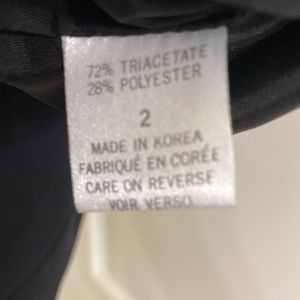 72% TRIACETATE
28% POLYESTER
2
MADE IN KOREA
FABRIQUÉ EN CORÉE
CARE ON REVERSE
VOIR VERSO